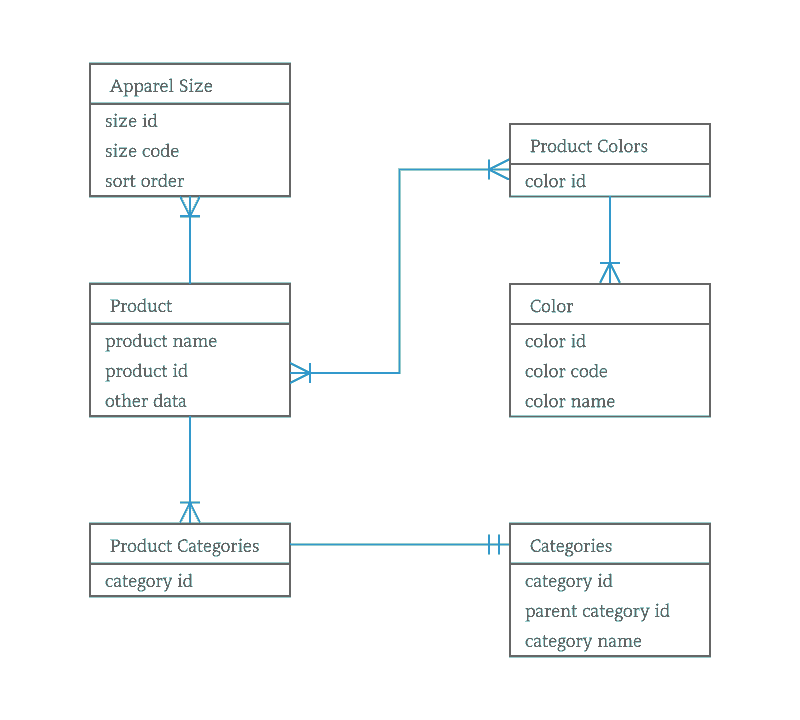 Apparel Size
size id
size code
sort order
Product Colors
color id
Product
product name
product id
other data
Color
color id
color code
color name
Product Categories
category id
Categories
category id
parent category id
category name